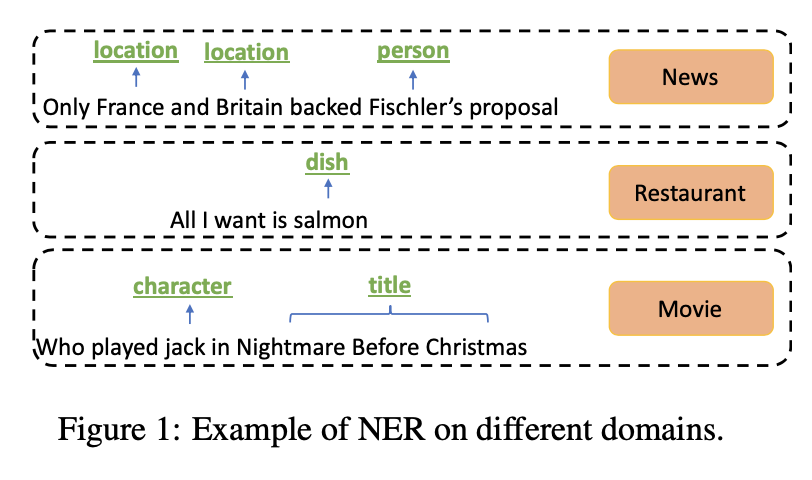 location location person
Only France and Britain backed Fischler’s proposal
News
dish
All I want is salmon
Restaurant
character title
Who played jack in Nightmare Before Christmas
Movie
Figure 1: Example of NER on different domains.